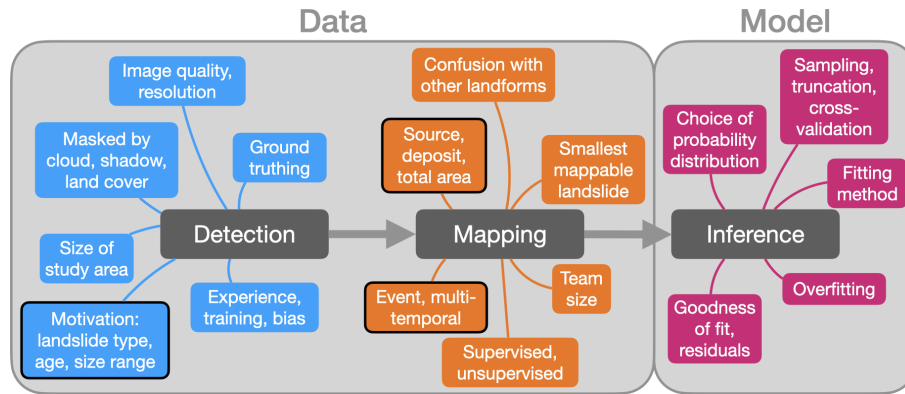 Data
Model
Image quality,
resolution
Masked by
cloud, shadow,
land cover
Ground
truthing
Detection
Size of
study area
Motivation:
landslide type,
age, size range
Experience,
training, bias
Confusion with
other landforms
Source,
deposit,
total area
Smallest
mappable
landslide
Mapping
Event, multi-
temporal
Team
size
Supervised,
unsupervised
Sampling,
truncation,
cross-
validation
Choice of
probability
distribution
Fitting
method
Inference
Goodness
of fit,
residuals
Overfitting